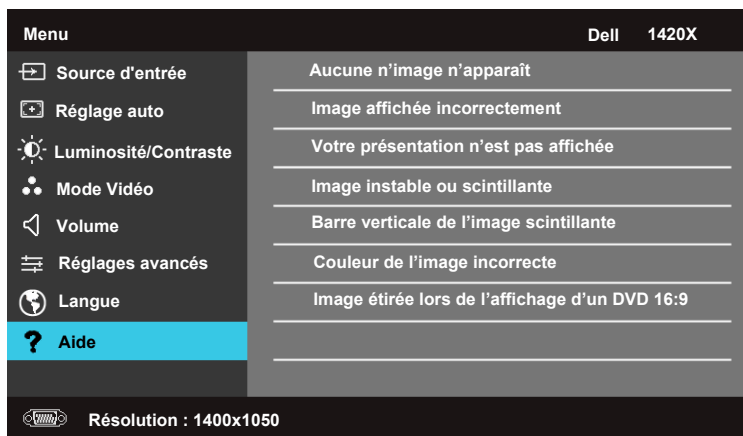 Menu
Dell 1420X
Source d'entrée
Réglage auto
Luminosité/Contraste
Mode Vidéo
Volume
Réglages avancés
Langue
? Aide
Aucune n’image n’apparaît
Image affichée incorrectement
Votre présentation n’est pas affichée
Image instable ou scintillante
Barre verticale de l’image scintillante
Couleur de l’image incorrecte
Image étirée lors de l’affichage d’un DVD 16:9
Résolution : 1400x1050